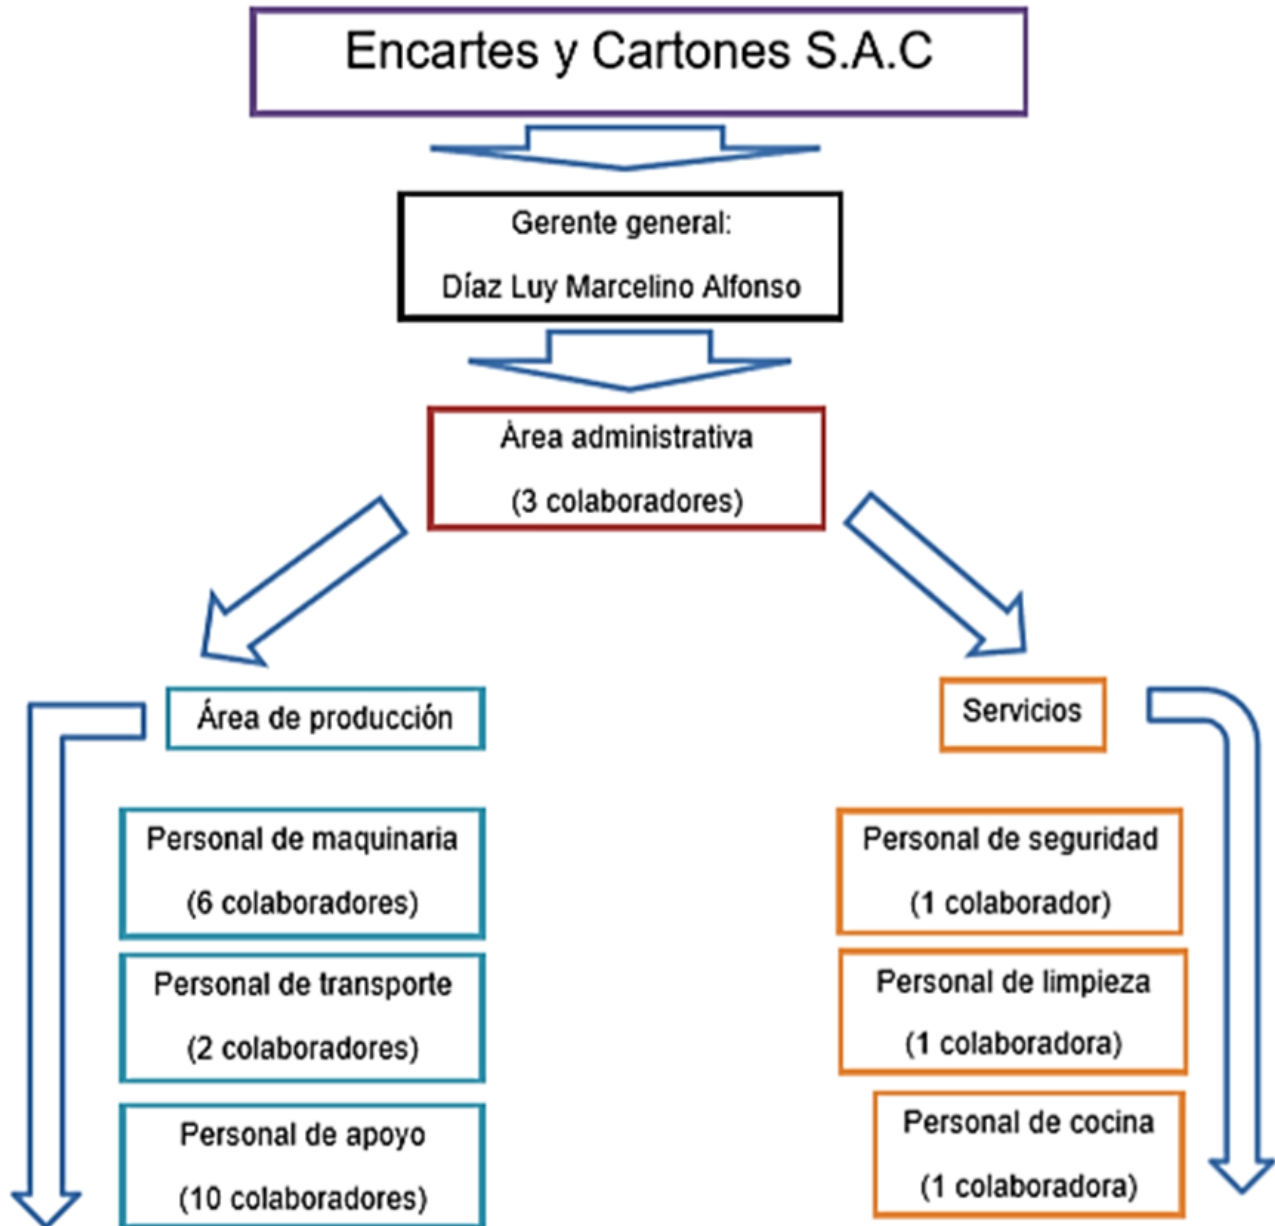 Encartes y Cartones S.A.C
Gerente general:
Díaz Luy Marcelino Alfonso
Área administrativa
(3 colaboradores)
Área de producción
Personal de maquinaria
(6 colaboradores)
Personal de transporte
(2 colaboradores)
Personal de apoyo
(10 colaboradores)
Servicios
Personal de seguridad
(1 colaborador)
Personal de limpieza
(1 colaboradora)
Personal de cocina
(1 colaboradora)